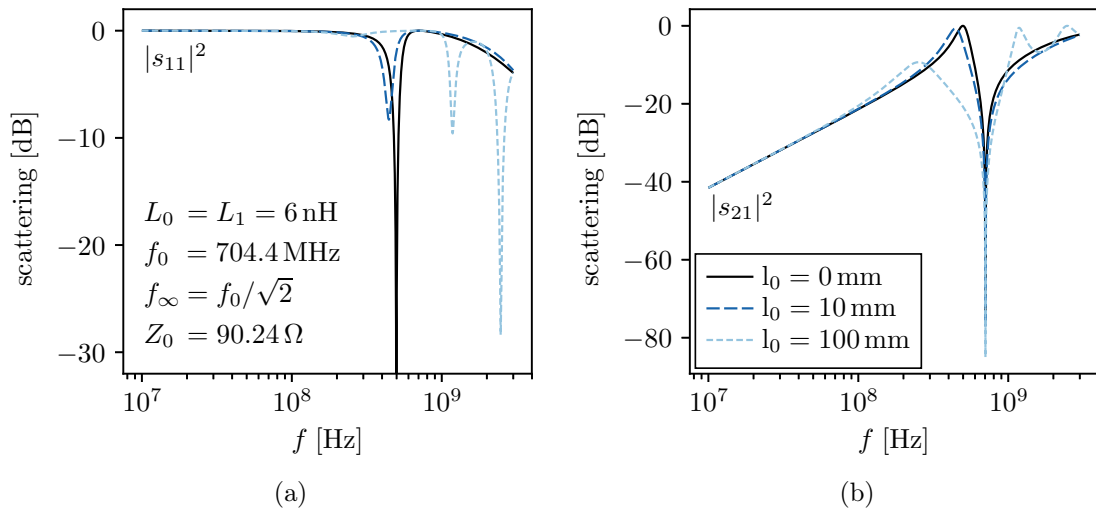 0
−10
−20
−30
scattering [dB]
|s₁₁|²
L₀ = L₁ = 6 nH
f₀ = 704.4 MHz
f∞ = f₀/√2
Z₀ = 90.24 Ω
10⁷ 10⁸ 10⁹
f [Hz]
(a)
0
−20
−40
−60
−80
scattering [dB]
|s₂₁|²
l₀ = 0 mm
l₀ = 10 mm
l₀ = 100 mm
10⁷ 10⁸ 10⁹
f [Hz]
(b)